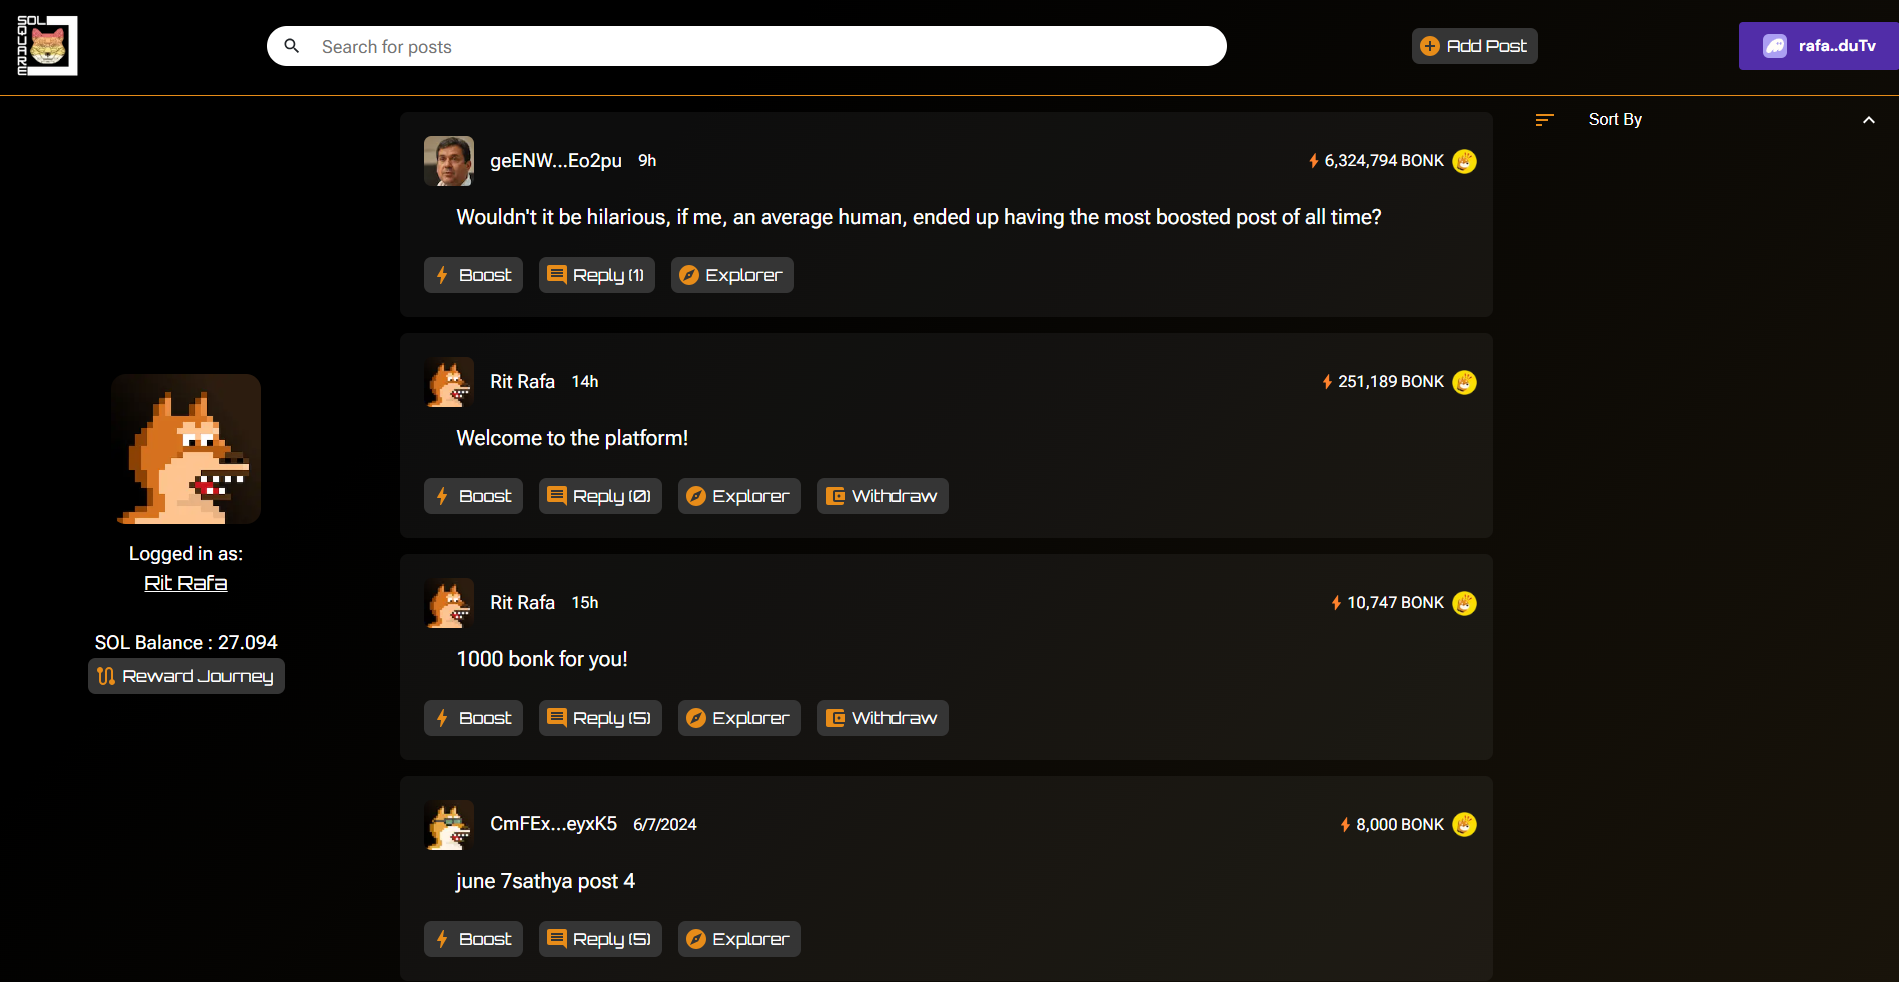 SOL
SQUARE
Search for posts
Add Post
rafa..duTv
Sort By
geENW...Eo2pu 9h
6,324,794 BONK
Wouldn't it be hilarious, if me, an average human, ended up having the most boosted post of all time?
Boost Reply (1) Explorer
Rit Rafa 14h
251,189 BONK
Welcome to the platform!
Boost Reply (0) Explorer Withdraw
Logged in as:
Rit Rafa
SOL Balance : 27.094
Reward Journey
Rit Rafa 15h
10,747 BONK
1000 bonk for you!
Boost Reply (5) Explorer Withdraw
CmFEx...eyxK5 6/7/2024
8,000 BONK
june 7sathya post 4
Boost Reply (5) Explorer